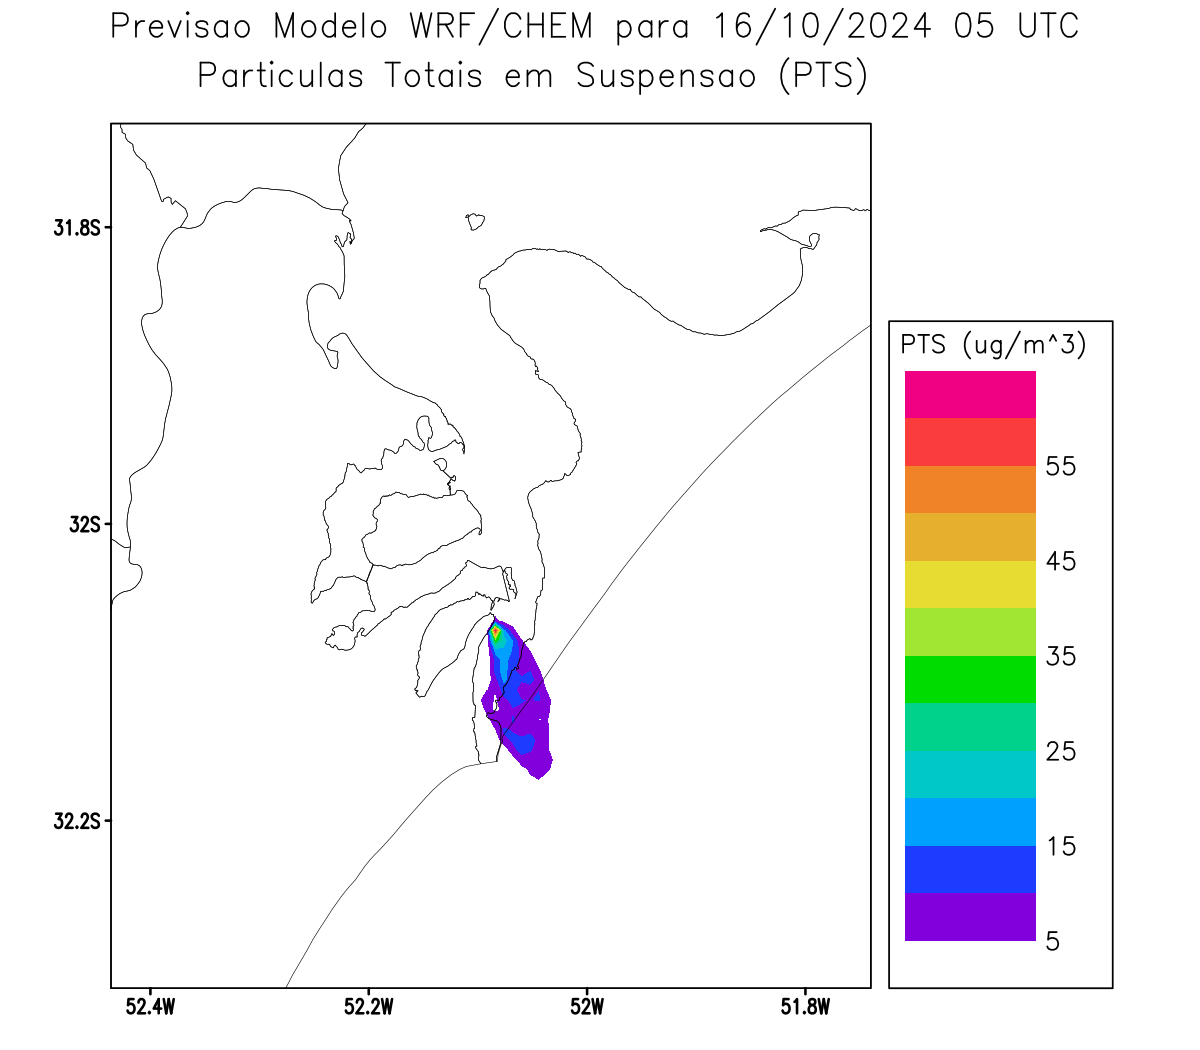 Previsao Modelo WRF/CHEM para 16/10/2024 05 UTC
Particulas Totais em Suspensao (PTS)
31.8S
32S
32.2S
52.4W
52.2W
52W
51.8W
PTS (ug/m^3)
55
45
35
25
15
5